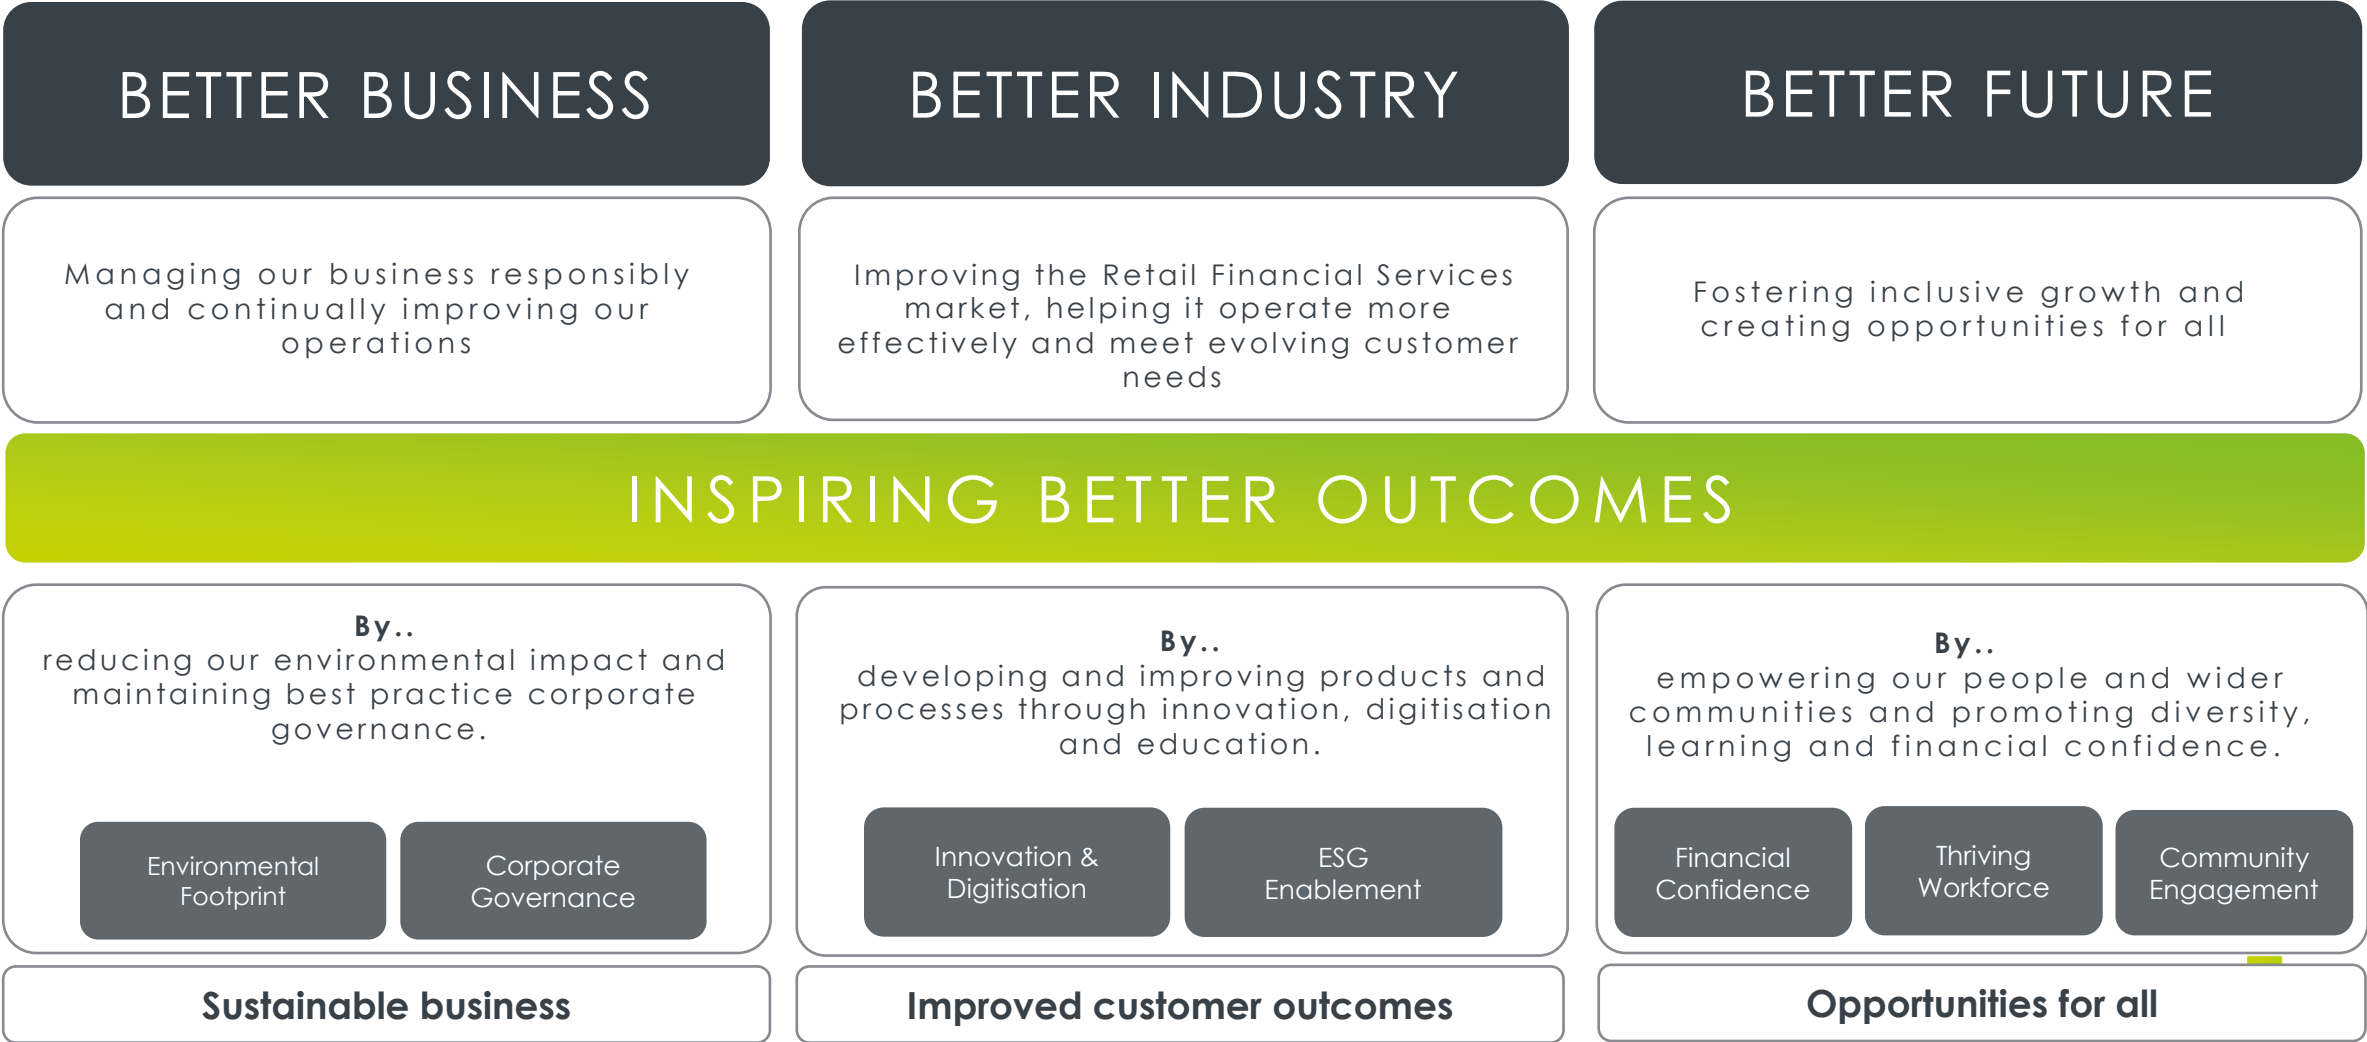 BETTER BUSINESS
Managing our business responsibly
and continually improving our
operations
BETTER INDUSTRY
Improving the Retail Financial Services
market, helping it operate more
effectively and meet evolving customer
needs
BETTER FUTURE
Fostering inclusive growth and
creating opportunities for all
INSPIRING BETTER OUTCOMES
By..
reducing our environmental impact and
maintaining best practice corporate
governance.
Environmental
Footprint
Corporate
Governance
Sustainable business
By..
developing and improving products and
processes through innovation, digitisation
and education.
Innovation &
Digitisation
ESG
Enablement
Improved customer outcomes
By..
empowering our people and wider
communities and promoting diversity,
learning and financial confidence.
Financial
Confidence
Thriving
Workforce
Community
Engagement
Opportunities for all